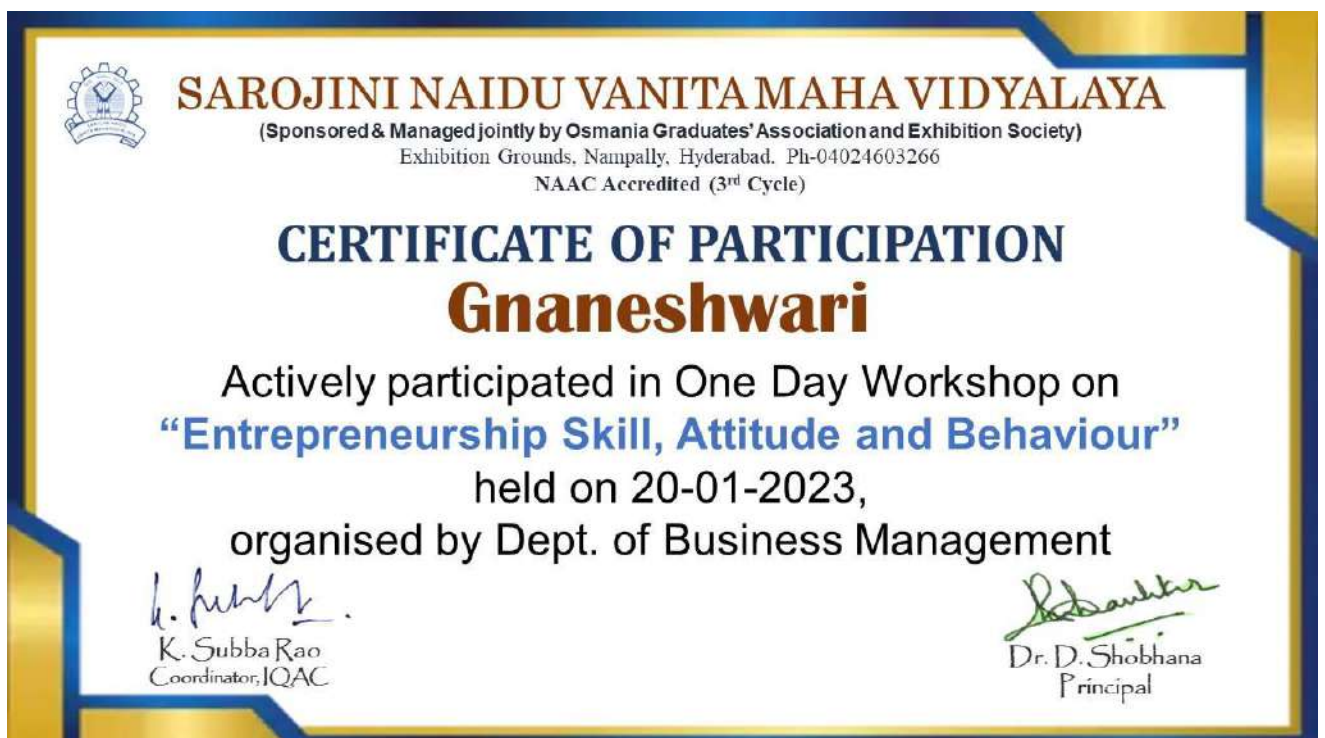 SAROJINI NAIDU VANITA MAHA VIDYALAYA
(Sponsored & Managed jointly by Osmania Graduates' Association and Exhibition Society)
Exhibition Grounds, Nampally, Hyderabad. Ph-04024603266
NAAC Accredited (3rd Cycle)
CERTIFICATE OF PARTICIPATION
Gnaneshwari
Actively participated in One Day Workshop on
“Entrepreneurship Skill, Attitude and Behaviour”
held on 20-01-2023,
organised by Dept. of Business Management
K. Subba Rao
Coordinator, IQAC
Dr. D. Shobhana
Principal